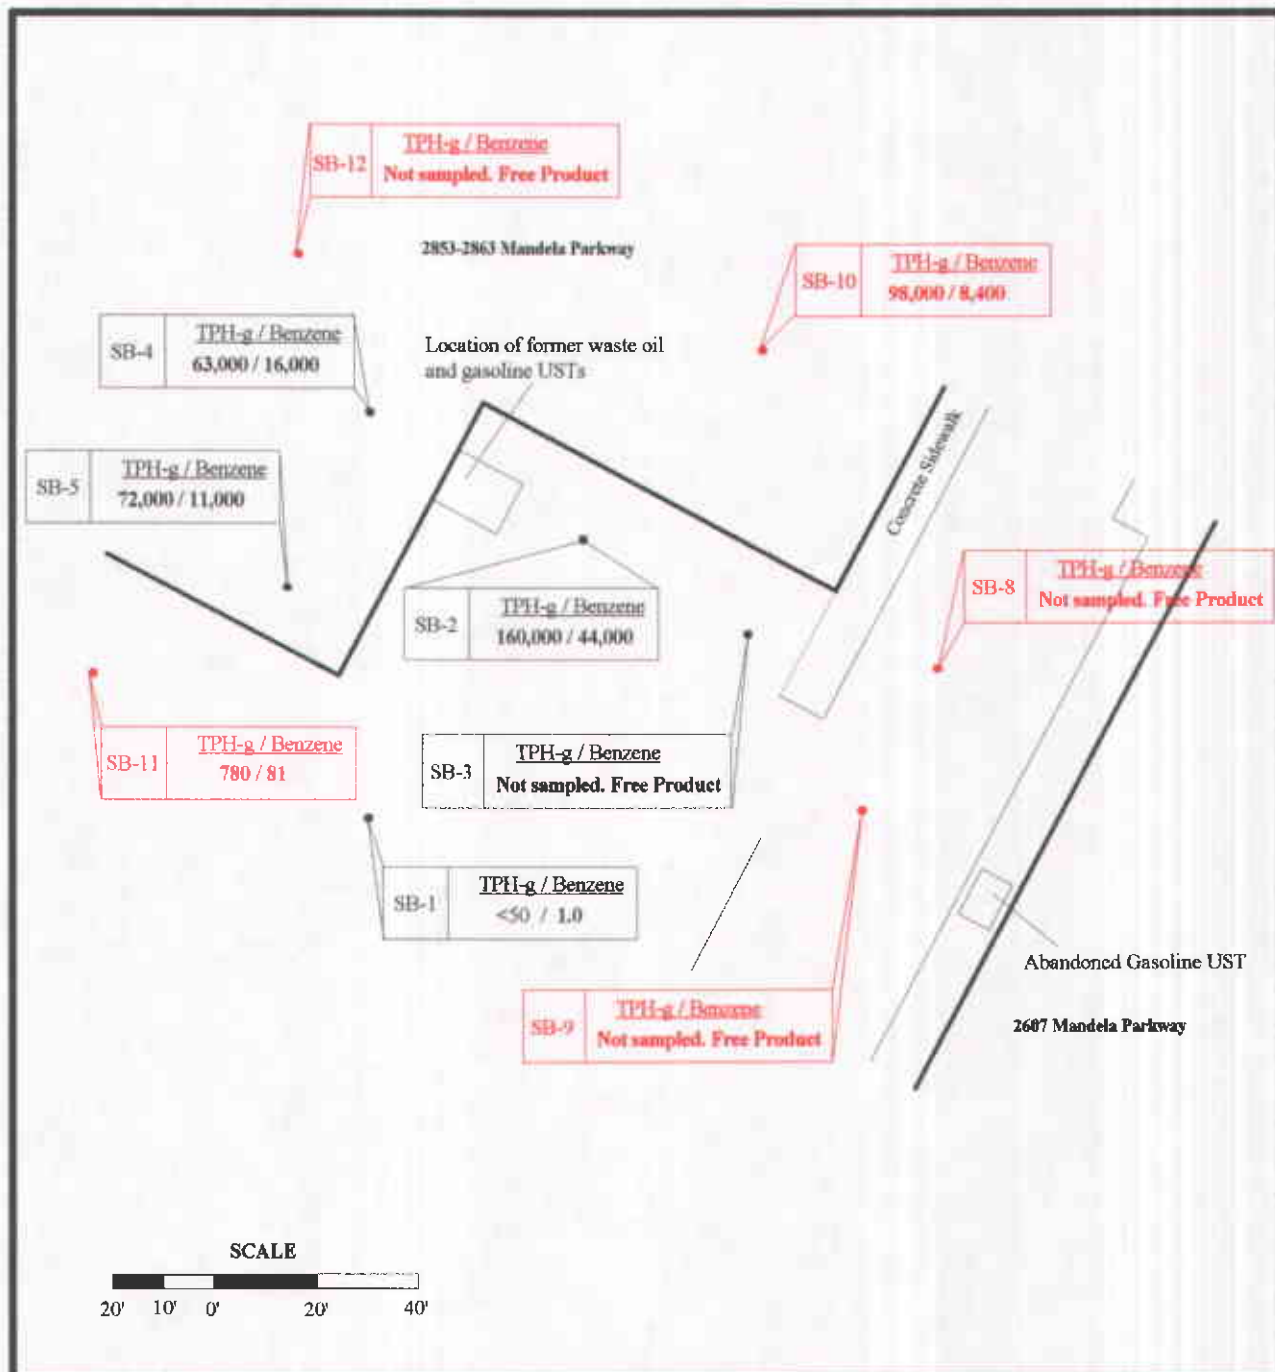 SB-12
TPH-g / Benzene
Not sampled. Free Product
2853-2863 Mandela Parkway
SB-10
TPH-g / Benzene
98,000 / 8,400
SB-4
TPH-g / Benzene
63,000 / 16,000
Location of former waste oil
and gasoline USTs
SB-5
TPH-g / Benzene
72,000 / 11,000
Concrete Sidewalk
SB-8
TPH-g / Benzene
Not sampled. Free Product
SB-2
TPH-g / Benzene
160,000 / 44,000
SB-11
TPH-g / Benzene
780 / 81
SB-3
TPH-g / Benzene
Not sampled. Free Product
SB-1
TPH-g / Benzene
<50 / 1.0
Abandoned Gasoline UST
SB-9
TPH-g / Benzene
Not sampled. Free Product
2607 Mandela Parkway
SCALE
20' 10' 0' 20' 40'